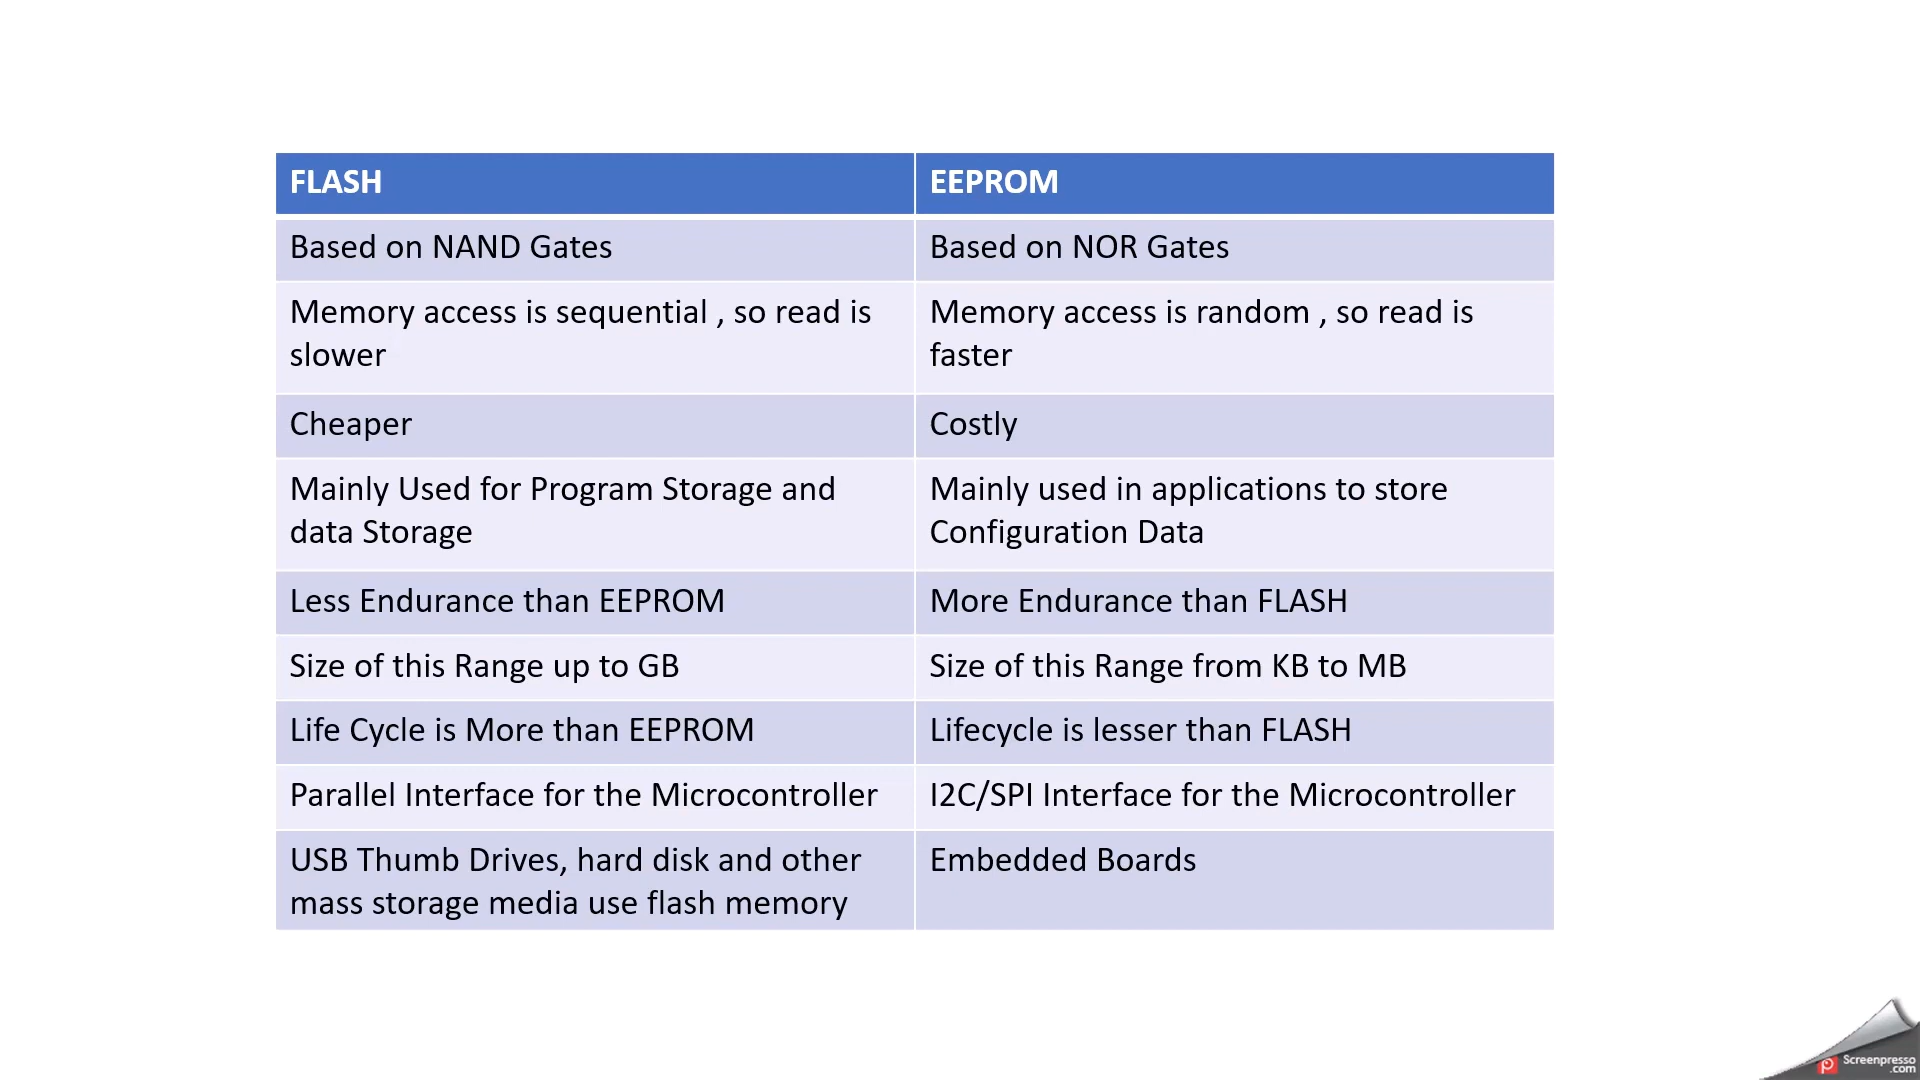 FLASH
EEPROM
Based on NAND Gates
Based on NOR Gates
Memory access is sequential , so read is
slower
Memory access is random , so read is
faster
Cheaper
Costly
Mainly Used for Program Storage and
data Storage
Mainly used in applications to store
Configuration Data
Less Endurance than EEPROM
More Endurance than FLASH
Size of this Range up to GB
Size of this Range from KB to MB
Life Cycle is More than EEPROM
Lifecycle is lesser than FLASH
Parallel Interface for the Microcontroller
I2C/SPI Interface for the Microcontroller
USB Thumb Drives, hard disk and other
mass storage media use flash memory
Embedded Boards
Screenpresso
.com